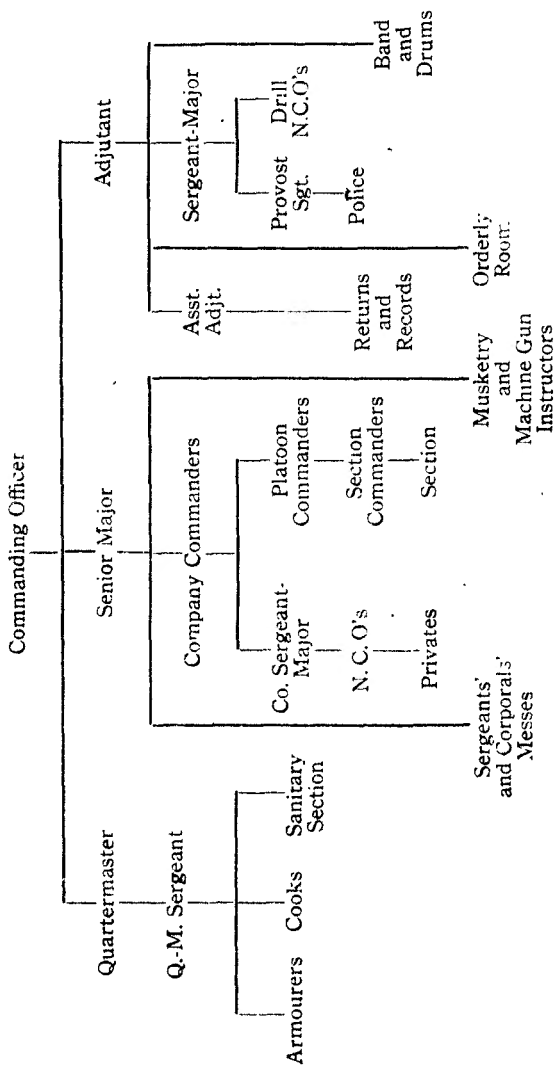 Commanding Officer
Quartermaster
Senior Major
Adjutant
Q.-M. Sergeant
Company Commanders
Asst.
Adjt.
Sergeant-Major
Armourers
Cooks
Sanitary
Section
Co. Sergeant-
Major
Platoon
Commanders
Returns
and
Records
Provost
Sgt.
Drill
N.C.O's
N. C. O's
Section
Commanders
Police
Band
and
Drums
Privates
Section
Sergeants'
and Corporals'
Messes
Musketry
and
Machine Gun
Instructors
Orderly
Room